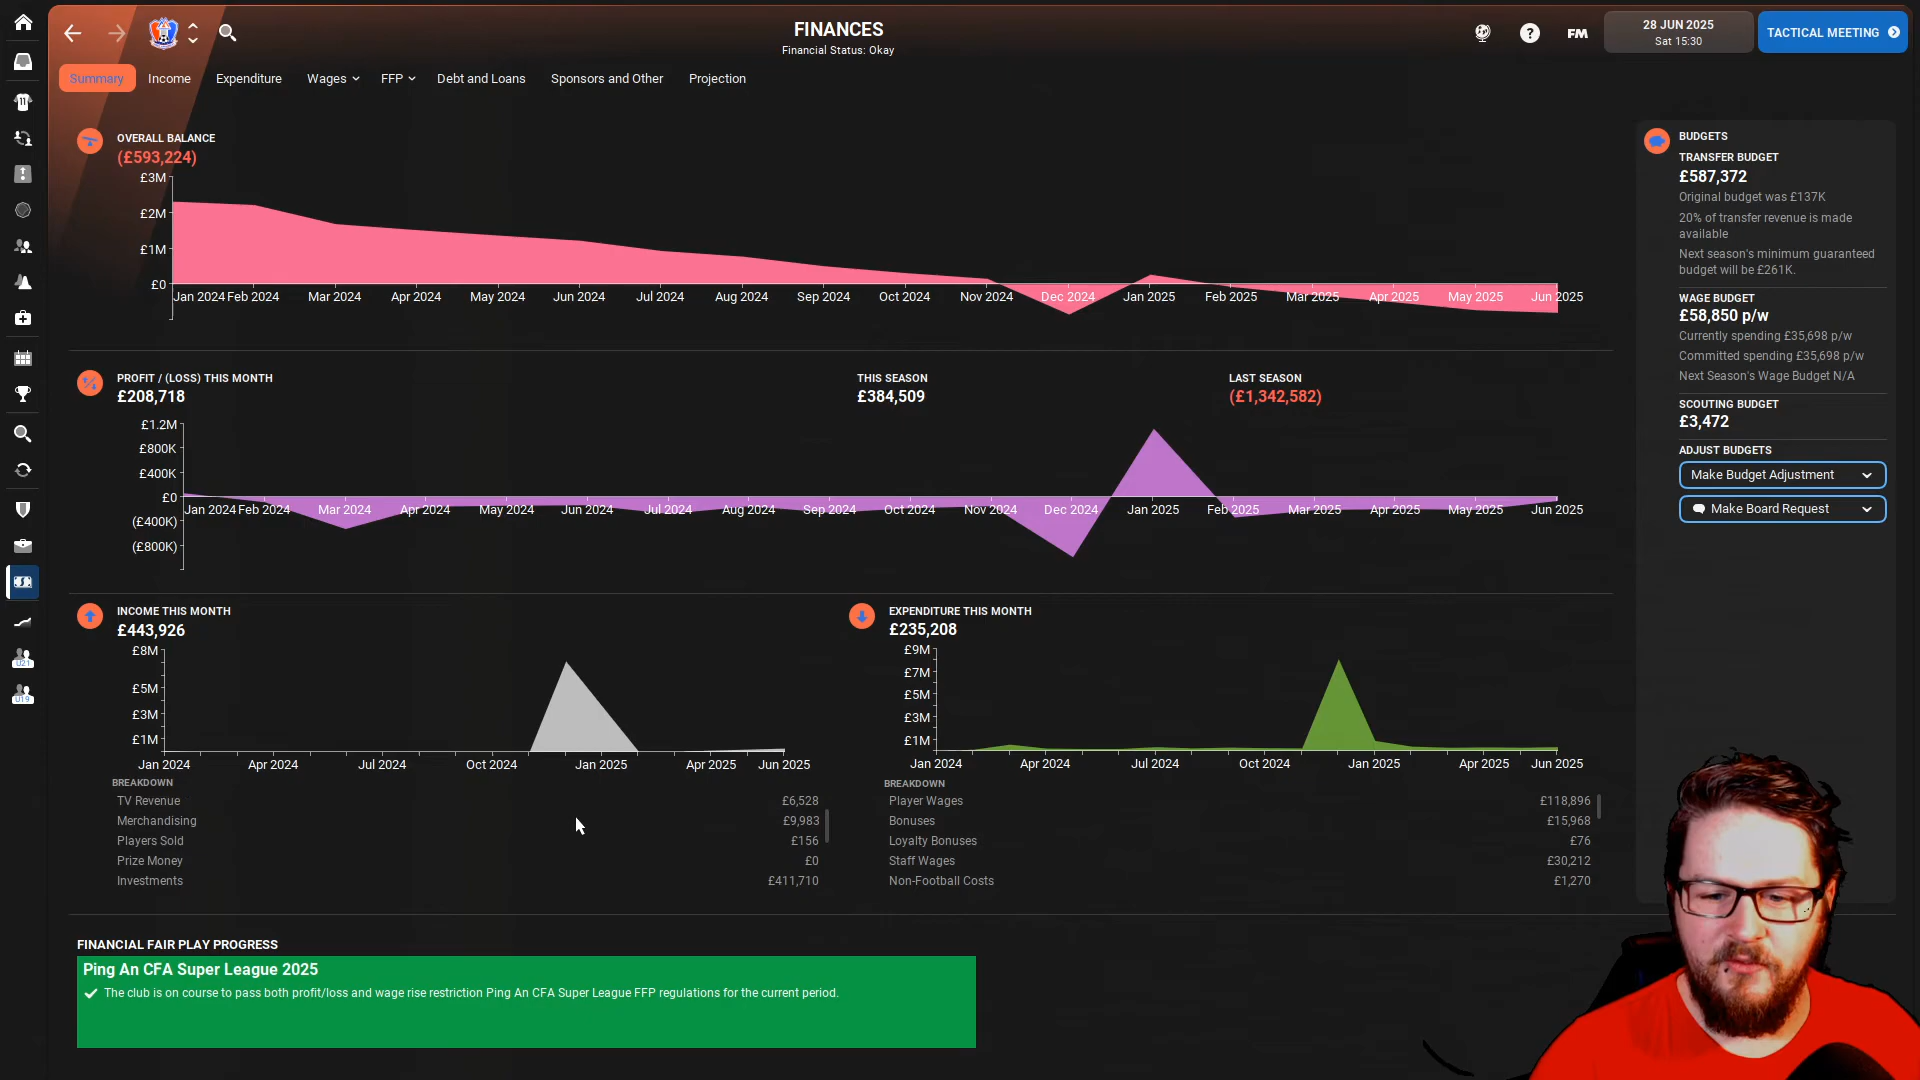 FINANCES
Financial Status: Okay
FM
28 JUN 2025
Sat 15:30
TACTICAL MEETING
Summary
Income
Expenditure
Wages
FFP
Debt and Loans
Sponsors and Other
Projection
OVERALL BALANCE
(£593,224)
£3M
£2M
£1M
£0
Jan 2024 Feb 2024 Mar 2024 Apr 2024 May 2024 Jun 2024 Jul 2024 Aug 2024 Sep 2024 Oct 2024 Nov 2024 Dec 2024 Jan 2025 Feb 2025 Mar 2025 Apr 2025 May 2025 Jun 2025
PROFIT / (LOSS) THIS MONTH
£208,718
THIS SEASON
£384,509
LAST SEASON
(£1,342,582)
£1.2M
£800K
£400K
£0
(£400K)
(£800K)
Jan 2024 Feb 2024 Mar 2024 Apr 2024 May 2024 Jun 2024 Jul 2024 Aug 2024 Sep 2024 Oct 2024 Nov 2024 Dec 2024 Jan 2025 Feb 2025 Mar 2025 Apr 2025 May 2025 Jun 2025
INCOME THIS MONTH
£443,926
£8M
£5M
£3M
£1M
Jan 2024 Apr 2024 Jul 2024 Oct 2024 Jan 2025 Apr 2025 Jun 2025
BREAKDOWN
TV Revenue £6,528
Merchandising £9,983
Players Sold £156
Prize Money £0
Investments £411,710
EXPENDITURE THIS MONTH
£235,208
£9M
£7M
£5M
£3M
£1M
Jan 2024 Apr 2024 Jul 2024 Oct 2024 Jan 2025 Apr 2025 Jun 2025
BREAKDOWN
Player Wages £118,896
Bonuses £15,968
Loyalty Bonuses £76
Staff Wages £30,212
Non-Football Costs £1,270
FINANCIAL FAIR PLAY PROGRESS
Ping An CFA Super League 2025
The club is on course to pass both profit/loss and wage rise restriction Ping An CFA Super League FFP regulations for the current period.
BUDGETS
TRANSFER BUDGET
£587,372
Original budget was £137K
20% of transfer revenue is made
available
Next season's minimum guaranteed
budget will be £261K.
WAGE BUDGET
£58,850 p/w
Currently spending £35,698 p/w
Committed spending £35,698 p/w
Next Season's Wage Budget N/A
SCOUTING BUDGET
£3,472
ADJUST BUDGETS
Make Budget Adjustment
Make Board Request
11
U21
U19